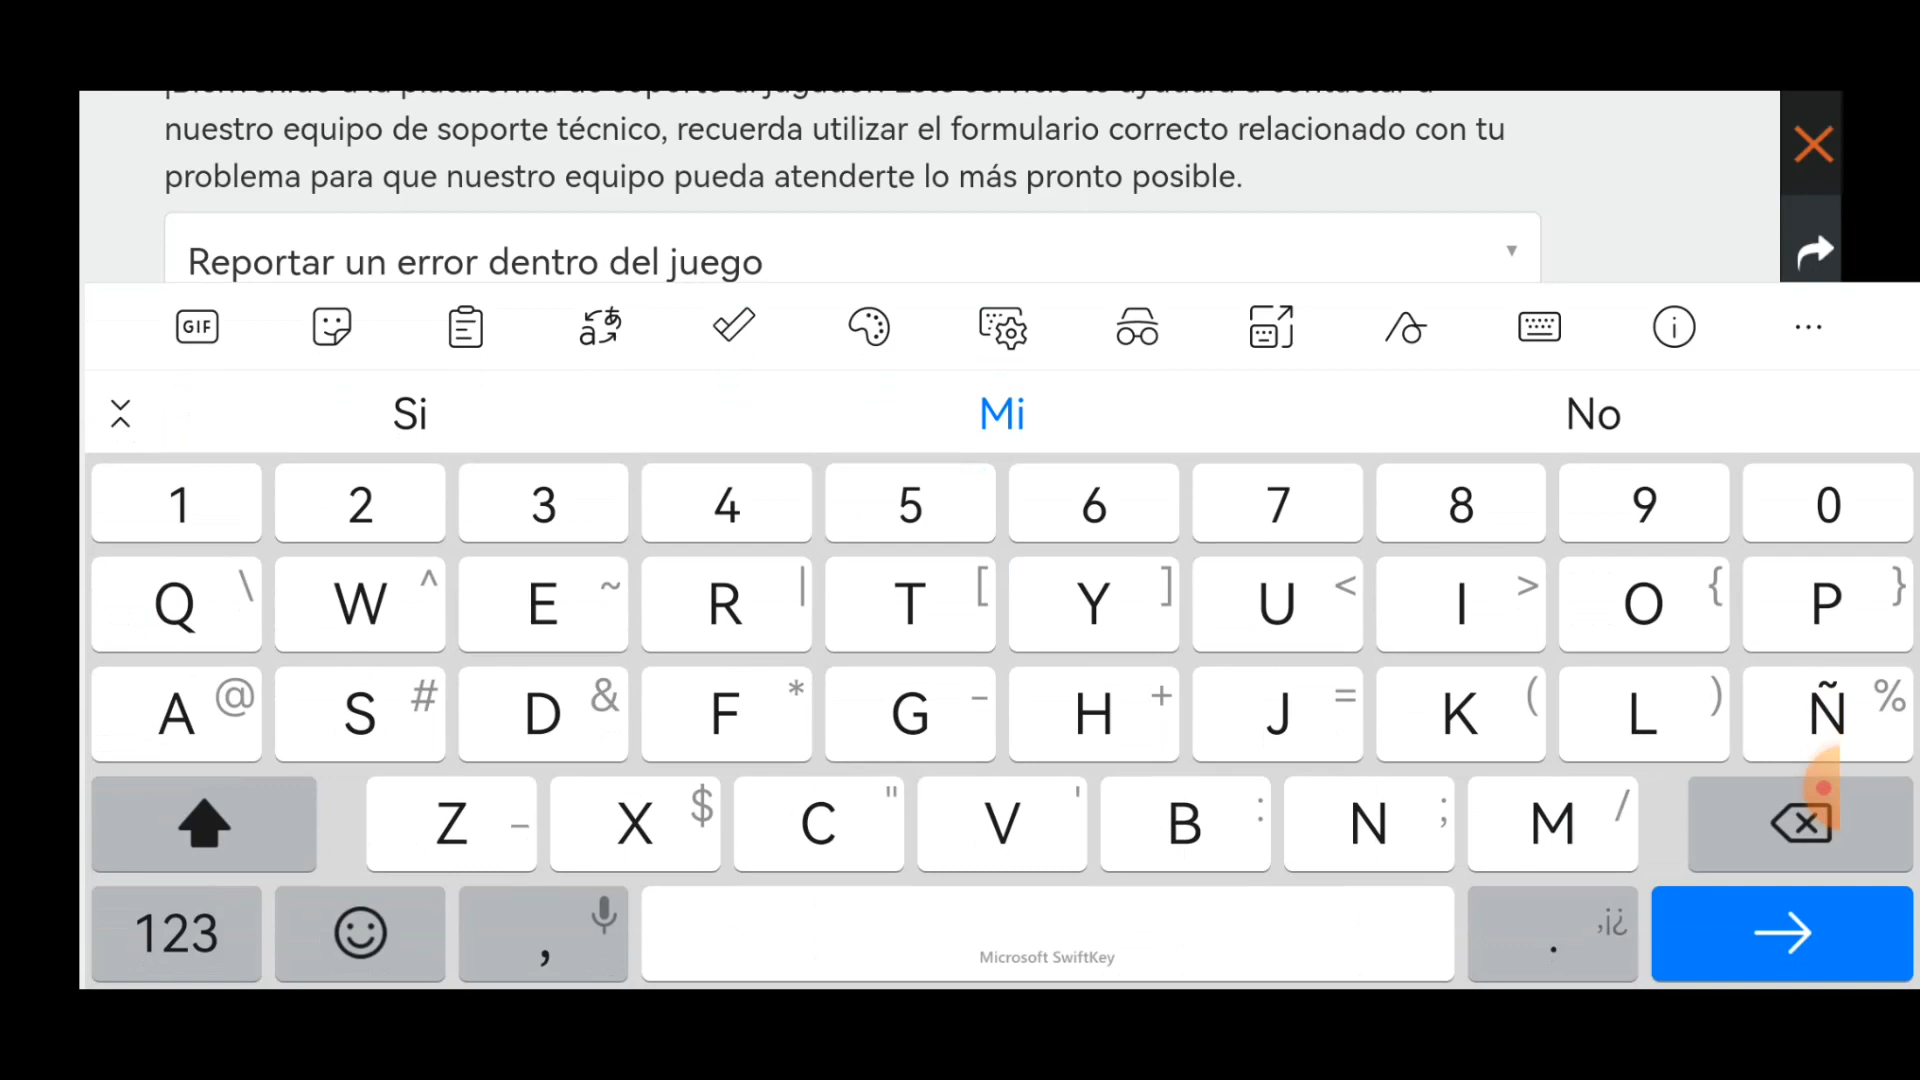 nuestro equipo de soporte técnico, recuerda utilizar el formulario correcto relacionado con tu
problema para que nuestro equipo pueda atenderte lo más pronto posible.
Reportar un error dentro del juego
GIF
Si Mi No
1 2 3 4 5 6 7 8 9 0
Q \ W ^ E ~ R | T [ Y ] U < I > O { P }
A @ S # D & F * G - H + J = K ( L ) Ñ %
Z _ X $ C " V ' B : N ; M /
123 , . ,¡¿
Microsoft SwiftKey